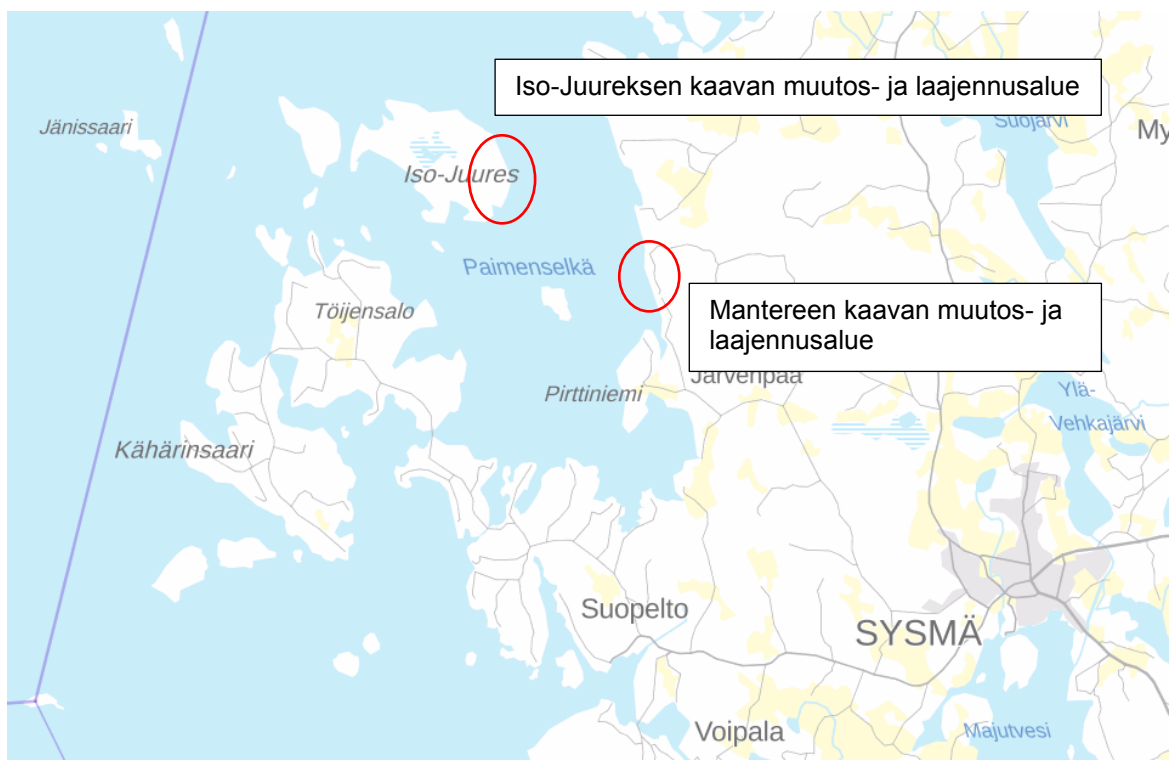 Iso-Juureksen kaavan muutos- ja laajennusalue
Suojärvi
My
Jänissaari
Iso-Juures
Paimenselkä
Töijensalo
Mantereen kaavan muutos- ja
laajennusalue
Järvenpää
Pirttiniemi
Ylä-
Vehkajärvi
Kähärinsaari
Suopelto
SYSMÄ
Voipala
Majutvesi